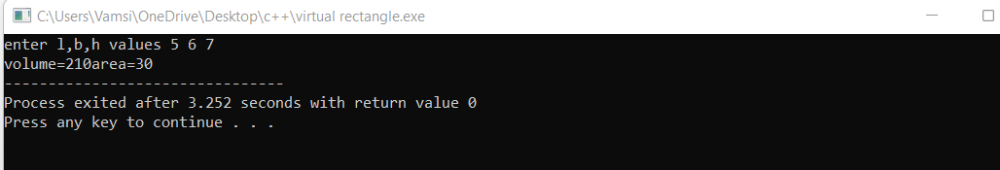 C:\Users\Vamsi\OneDrive\Desktop\c++\virtual rectangle.exe
enter l,b,h values 5 6 7
volume=210area=30
--------------------------------
Process exited after 3.252 seconds with return value 0
Press any key to continue . . .